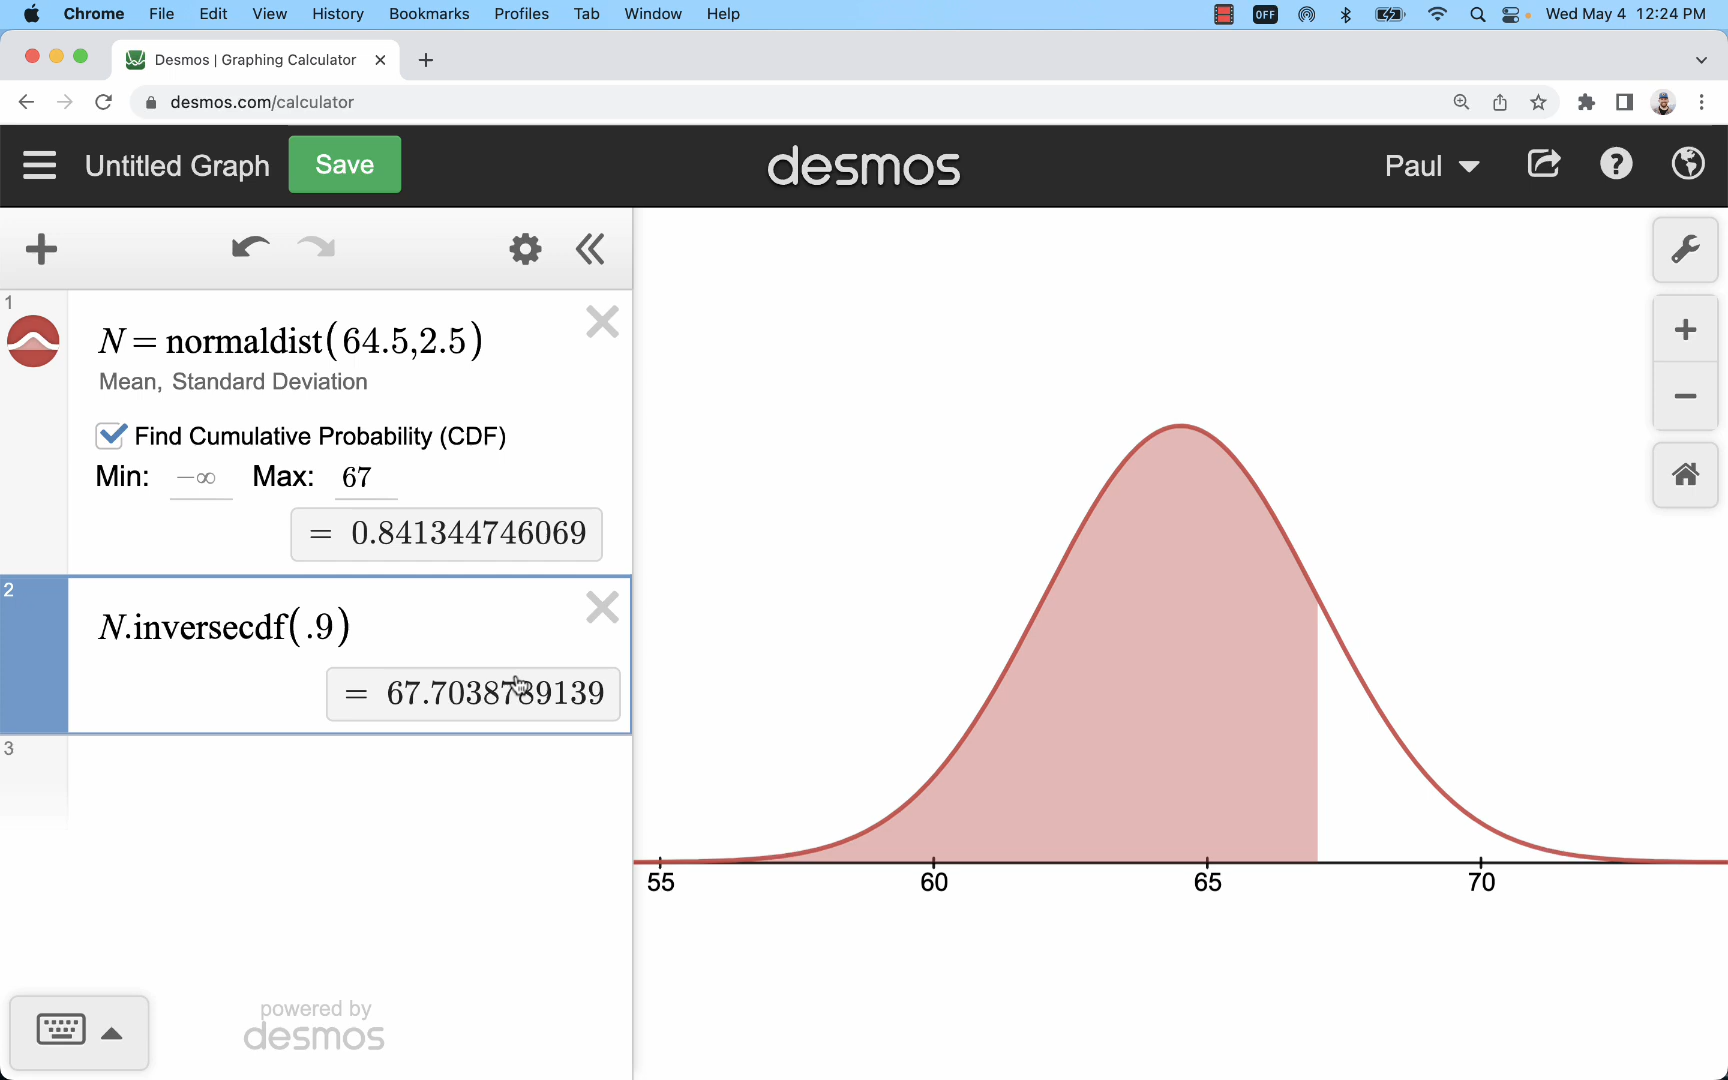 Chrome File Edit View History Bookmarks Profiles Tab Window Help OFF Wed May 4 12:24 PM
Desmos | Graphing Calculator
desmos.com/calculator
Untitled Graph Save desmos Paul
1
N = normaldist(64.5,2.5)
Mean, Standard Deviation
Find Cumulative Probability (CDF)
Min: −∞ Max: 67
= 0.841344746069
2
N.inversecdf(.9)
= 67.7038789139
3
55 60 65 70
powered by
desmos